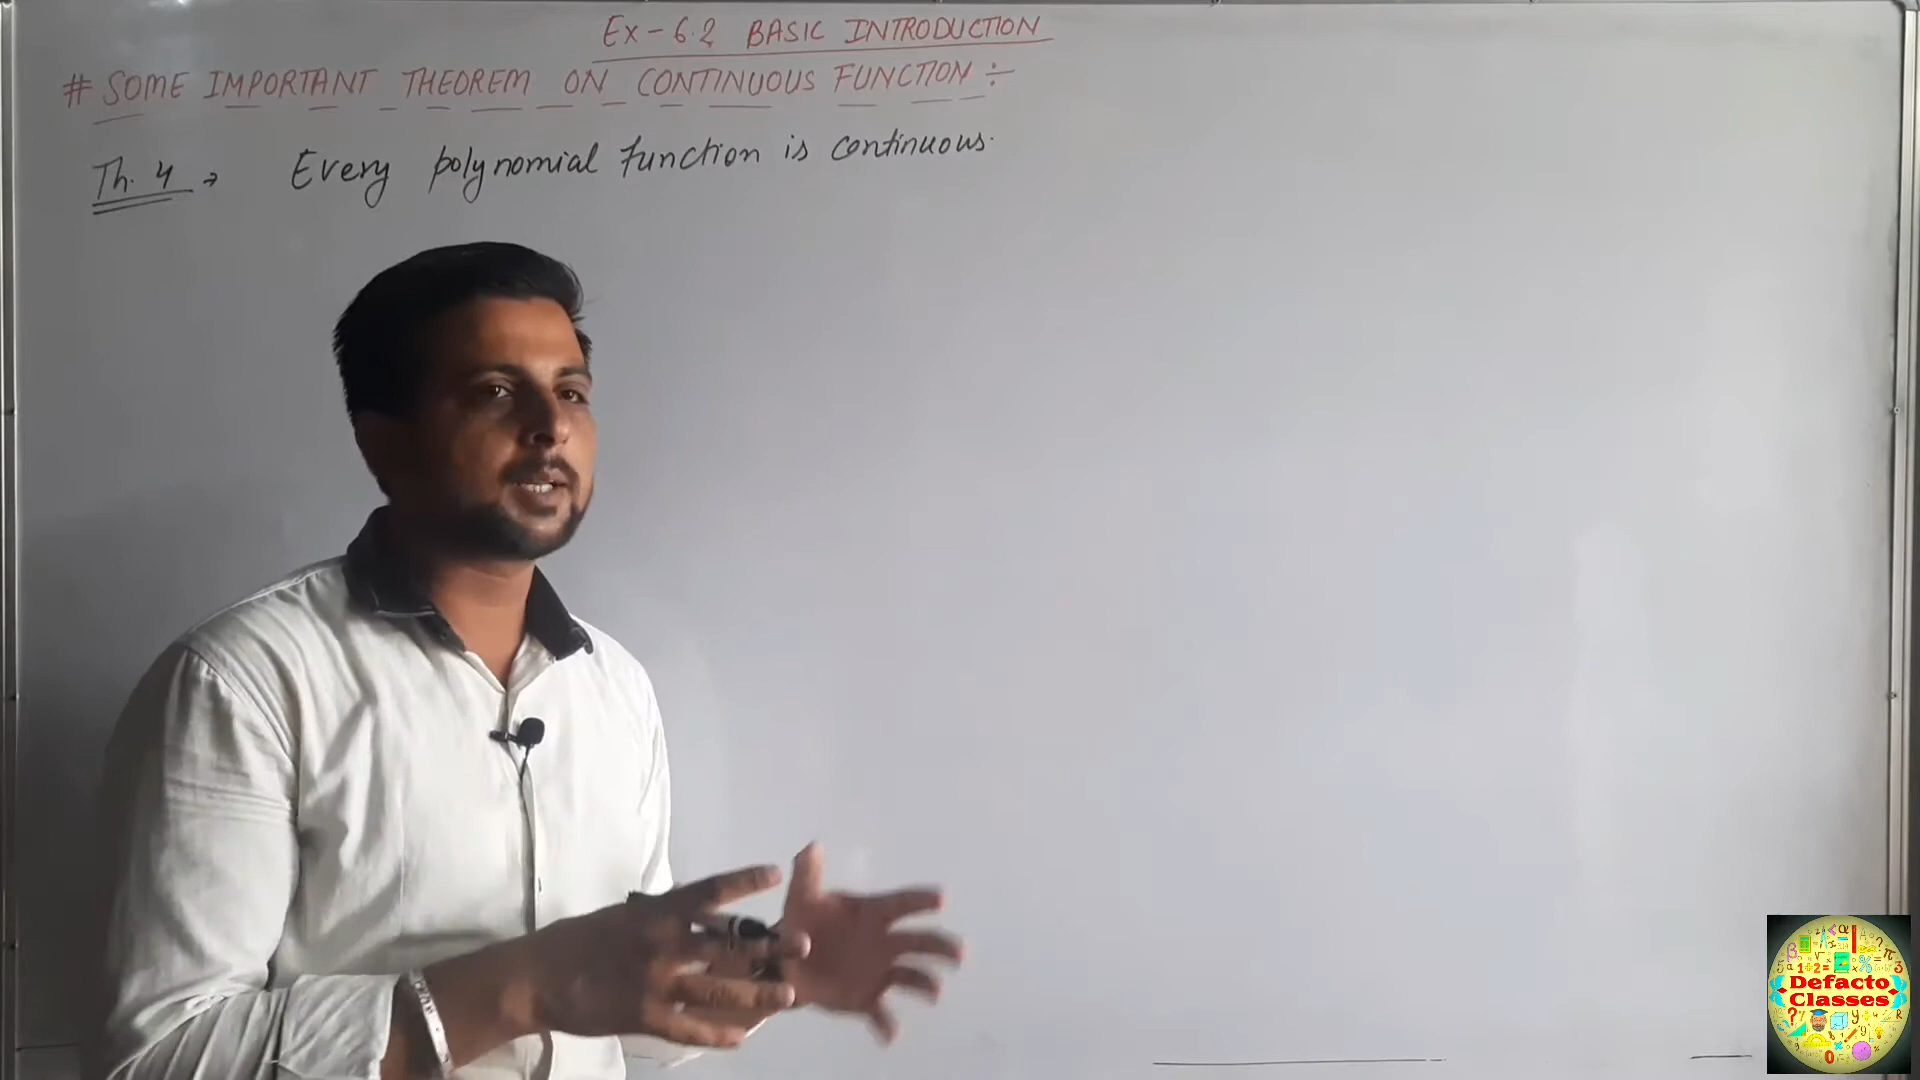 Ex - 6.2 BASIC INTRODUCTION
# SOME IMPORTANT THEOREM ON CONTINUOUS FUNCTION ÷
Th. 4 → Every polynomial function is continuous.
Defacto
Classes